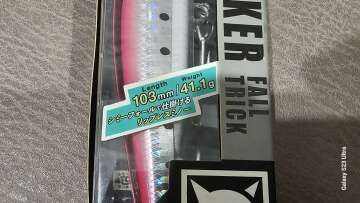 KER
FALL
TRICK
Length Weight
103mm/41.1g
シミーフォールで仕掛ける
リップレスミノー
Galaxy S23 Ultra